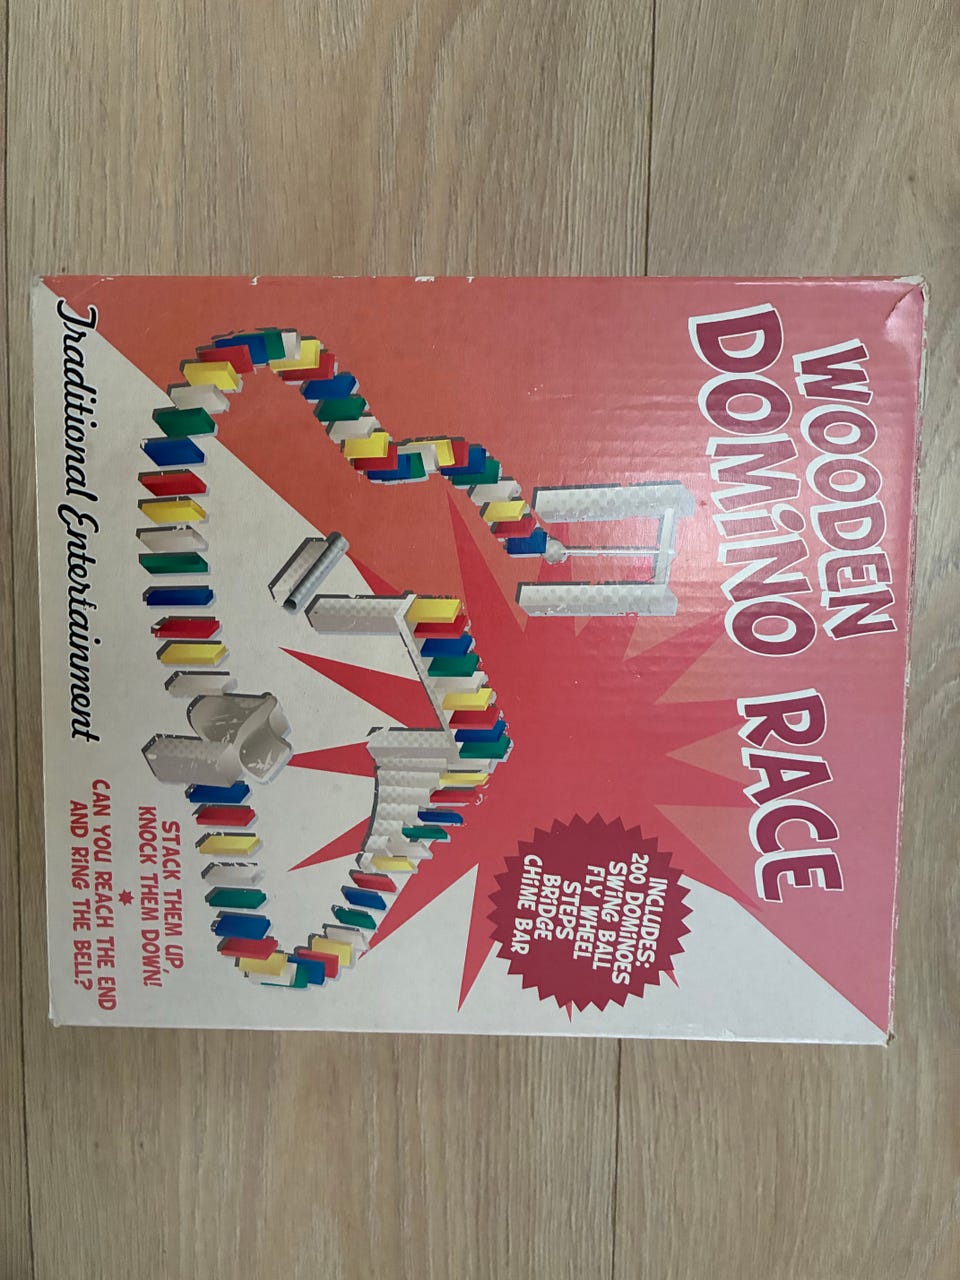 WOODEN
DOMINO RACE
INCLUDES:
200 DOMINOES
SWING BALL
FLY WHEEL
STEPS
BRIDGE
CHIME BAR
STACK THEM UP,
KNOCK THEM DOWN!
CAN YOU REACH THE END
AND RING THE BELL?
Traditional Entertainment